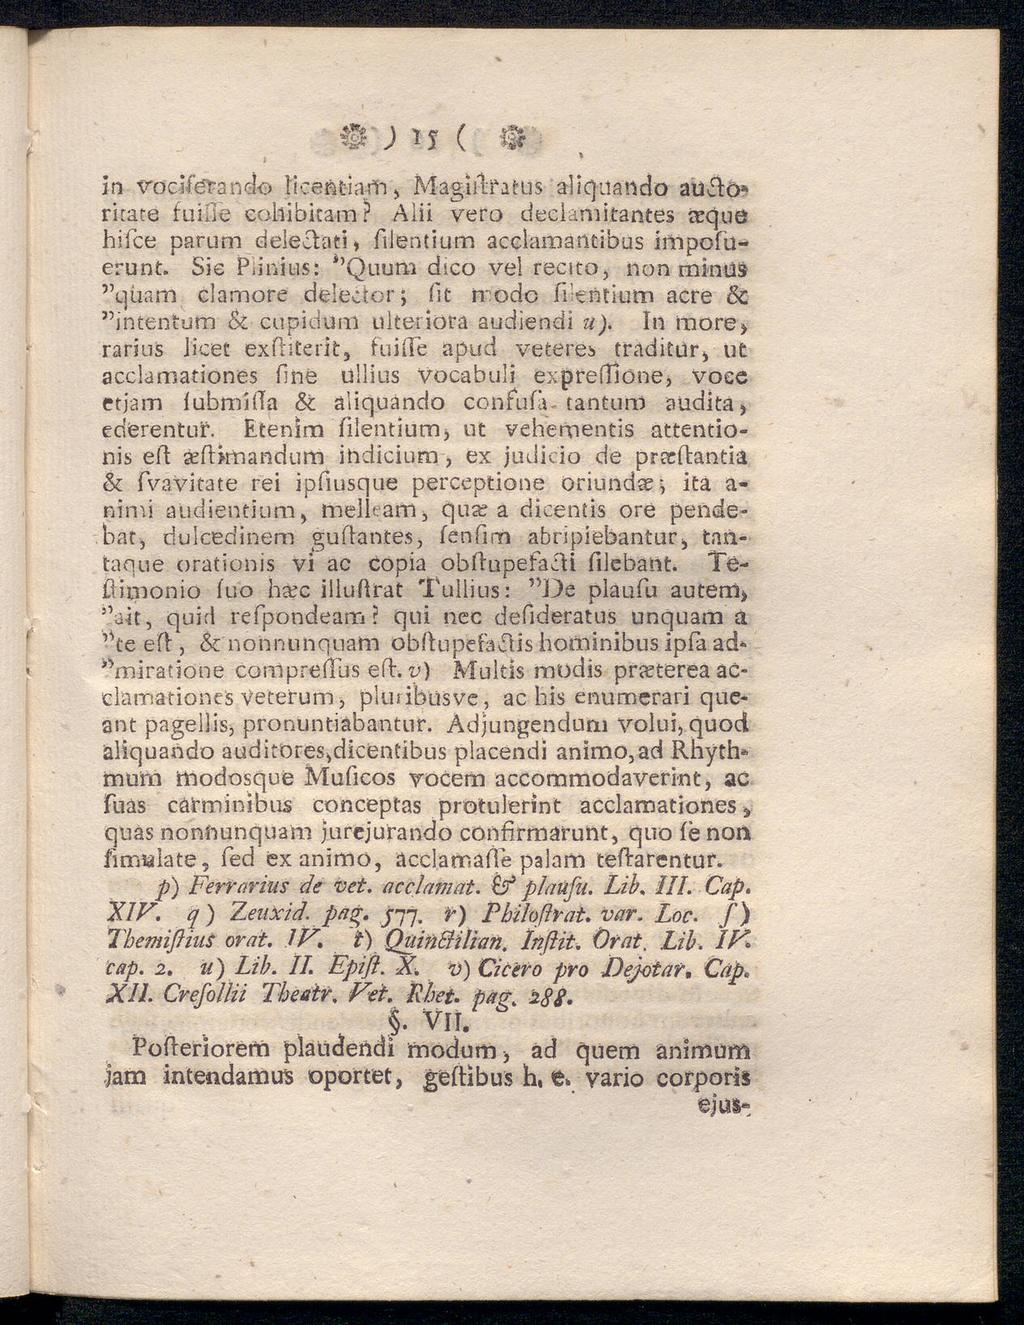 ❁ ) 15 ( ❁
in vociferando licentiam, Magiſtratus aliquando aucto-
ritate fuiſſe cohibitam? Alii vero declamitantes æque
hiſce parum delectati, ſilentium acclamantibus impoſu-
erunt. Sic Plinius: ”Quum dico vel recito, non minus
”quam clamore delector; ſit modo ſilentium acre &
”intentum & cupidum ulteriora audiendi u). In more,
rarius licet exſtiterit, fuiſſe apud veteres traditur, ut
acclamationes ſine ullius vocabuli expreſſione, voce
etjam ſubmiſſa & aliquando confuſa tantum audita,
ederentur. Etenim ſilentium, ut vehementis attentio-
nis eſt æſtimandum indicium, ex judicio de præſtantia
& ſvavitate rei ipſiusque perceptione oriundæ; ita a-
nimi audientium, melleam, quæ a dicentis ore pende-
bat, dulcedinem guſtantes, ſenſim abripiebantur, tan-
taque orationis vi ac copia obſtupefacti ſilebant. Te-
ſtimonio ſuo hæc illuſtrat Tullius: ”De plauſu autem,
”ait, quid reſpondeam? qui nec deſideratus unquam a
”te eſt, & nonnunquam obſtupefactis hominibus ipſa ad-
”miratione compreſſus eſt. v) Multis modis præterea ac-
clamationes veterum, pluribusve, ac his enumerari que-
ant pagellis, pronuntiabantur. Adjungendum volui, quod
aliquando auditores, dicentibus placendi animo, ad Rhyth-
mum modosque Muſicos vocem accommodaverint, ac
ſuas carminibus conceptas protulerint acclamationes,
quas nonnunquam jurejurando confirmarunt, quo ſe non
ſimulate, ſed ex animo, acclamaſſe palam teſtarentur.
p) Ferrarius de vet. acclamat. & plauſu. Lib. III. Cap.
XIV. q) Zeuxid. pag. 577. r) Philoſtrat. var. Loc. ſ)
Themiſtius orat. IV. t) Quinctilian. Inſtit. Orat. Lib. IV.
cap. 2. u) Lib. II. Epiſt. X. v) Cicero pro Dejotar. Cap.
XII. Creſollii Theatr. Vet. Rhet. pag. 288.
§. VII.
Poſteriorem plaudendi modum, ad quem animum
jam intendamus oportet, geſtibus h. e. vario corporis
ejus-